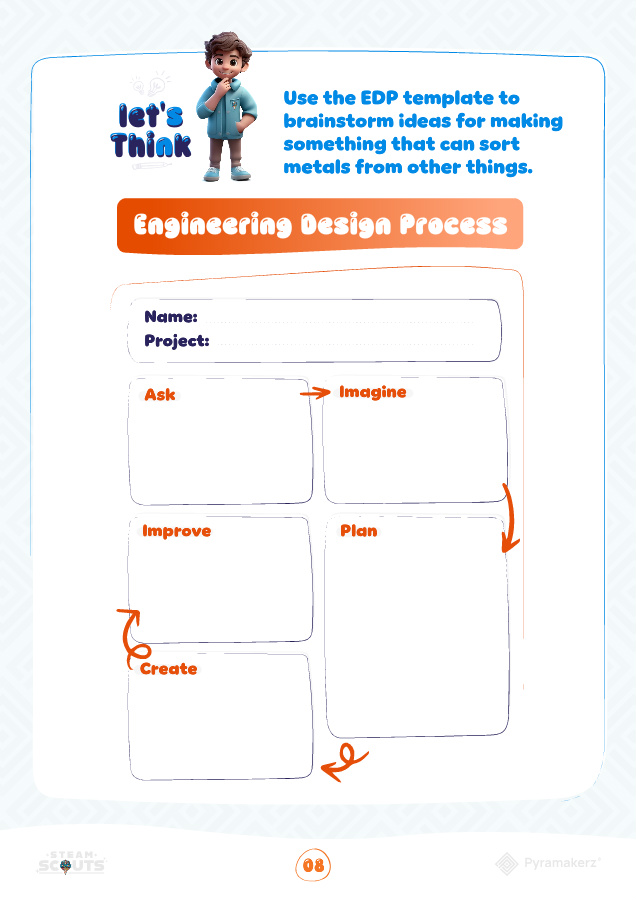 let's
Think
Use the EDP template to
brainstorm ideas for making
something that can sort
metals from other things.
Engineering Design Process
Name:
Project:
Ask
Imagine
Improve
Plan
Create
STEAM
SCOUTS
08
Pyramakerz